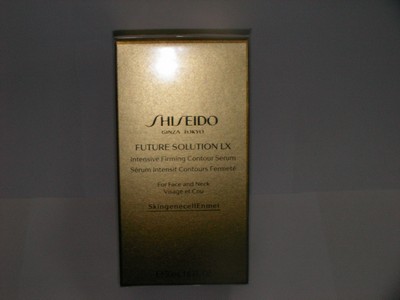 SHISEIDO
GINZA TOKYO
FUTURE SOLUTION LX
Intensive Firming Contour Serum
Sérum Intensif Contours Fermeté
For Face and Neck
Visage et Cou
SkingenecellEnmei